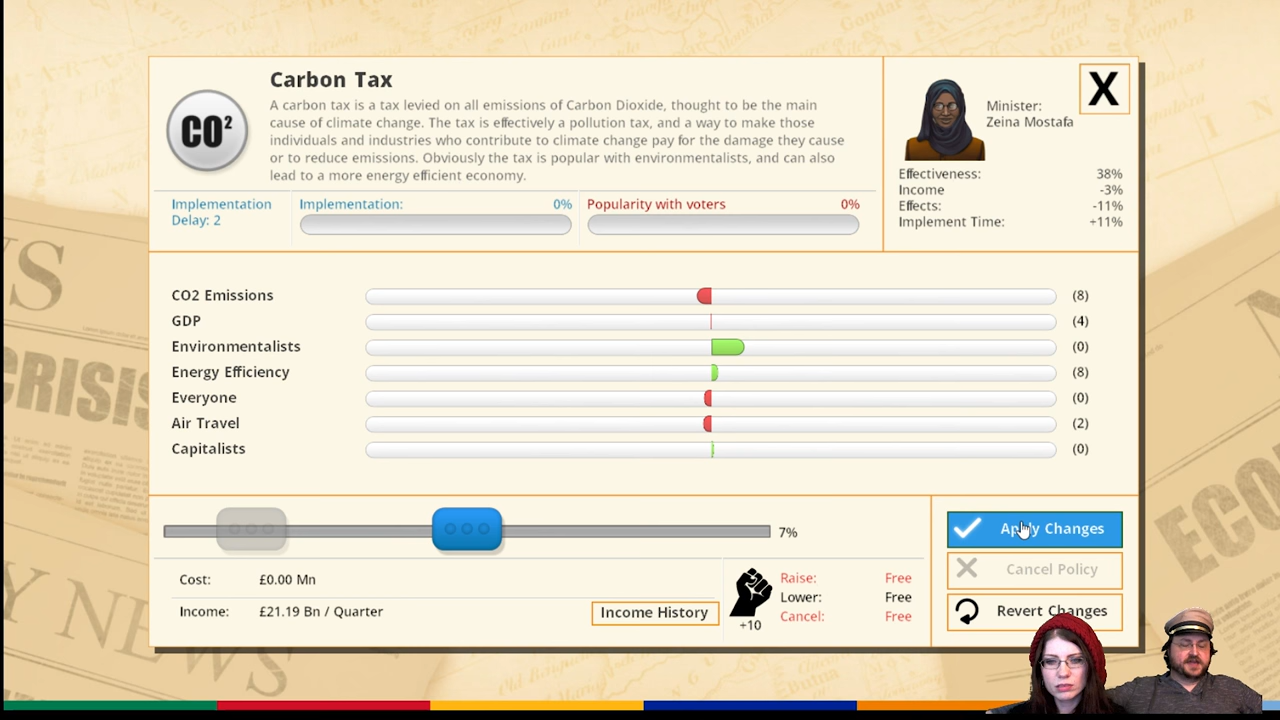 Carbon Tax
A carbon tax is a tax levied on all emissions of Carbon Dioxide, thought to be the main
cause of climate change. The tax is effectively a pollution tax, and a way to make those
individuals and industries who contribute to climate change pay for the damage they cause
or to reduce emissions. Obviously the tax is popular with environmentalists, and can also
lead to a more energy efficient economy.
CO²
X
Minister:
Zeina Mostafa
Effectiveness: 38%
Income -3%
Effects: -11%
Implement Time: +11%
Implementation
Delay: 2
Implementation: 0%
Popularity with voters 0%
CO2 Emissions (8)
GDP (4)
Environmentalists (0)
Energy Efficiency (8)
Everyone (0)
Air Travel (2)
Capitalists (0)
7%
Apply Changes
Cancel Policy
Revert Changes
Cost: £0.00 Mn
Income: £21.19 Bn / Quarter
Income History
+10
Raise: Free
Lower: Free
Cancel: Free
CRISIS
NEWS
ECO